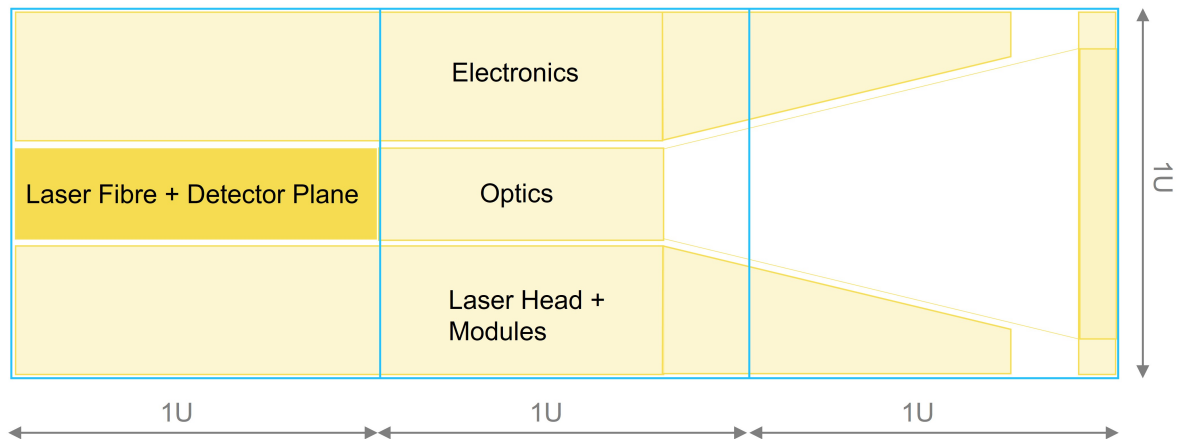 Electronics
Laser Fibre + Detector Plane
Optics
1U
Laser Head +
Modules
1U
1U
1U